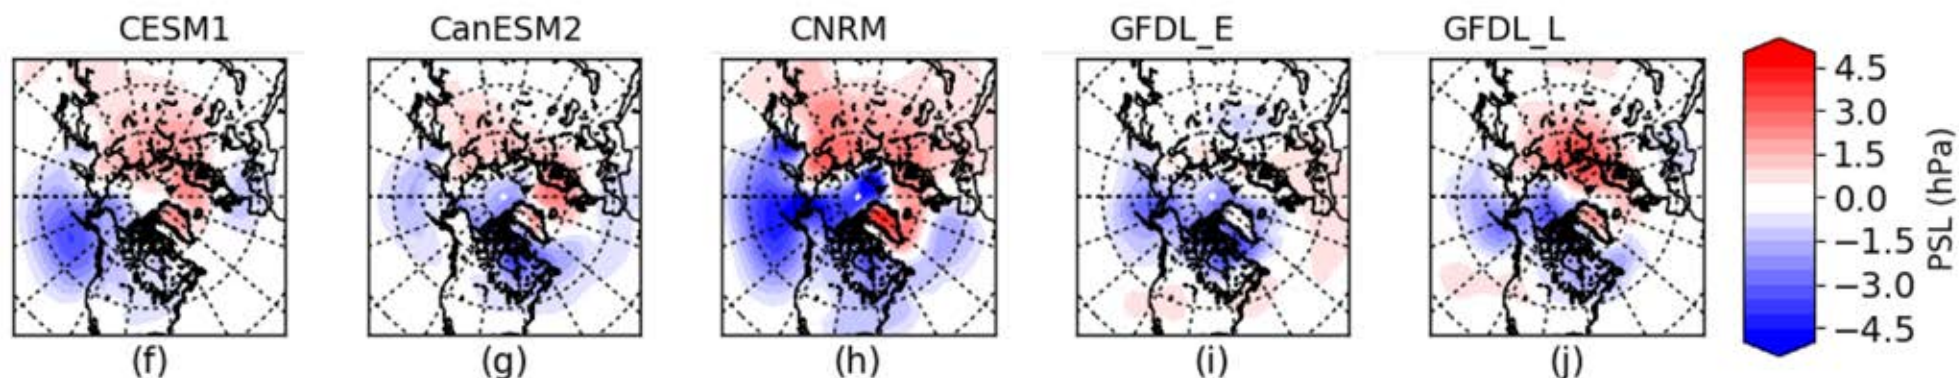 CESM1 CanESM2 CNRM GFDL_E GFDL_L
4.5
3.0
1.5
0.0
−1.5
−3.0
−4.5
PSL (hPa)
(f) (g) (h) (i) (j)